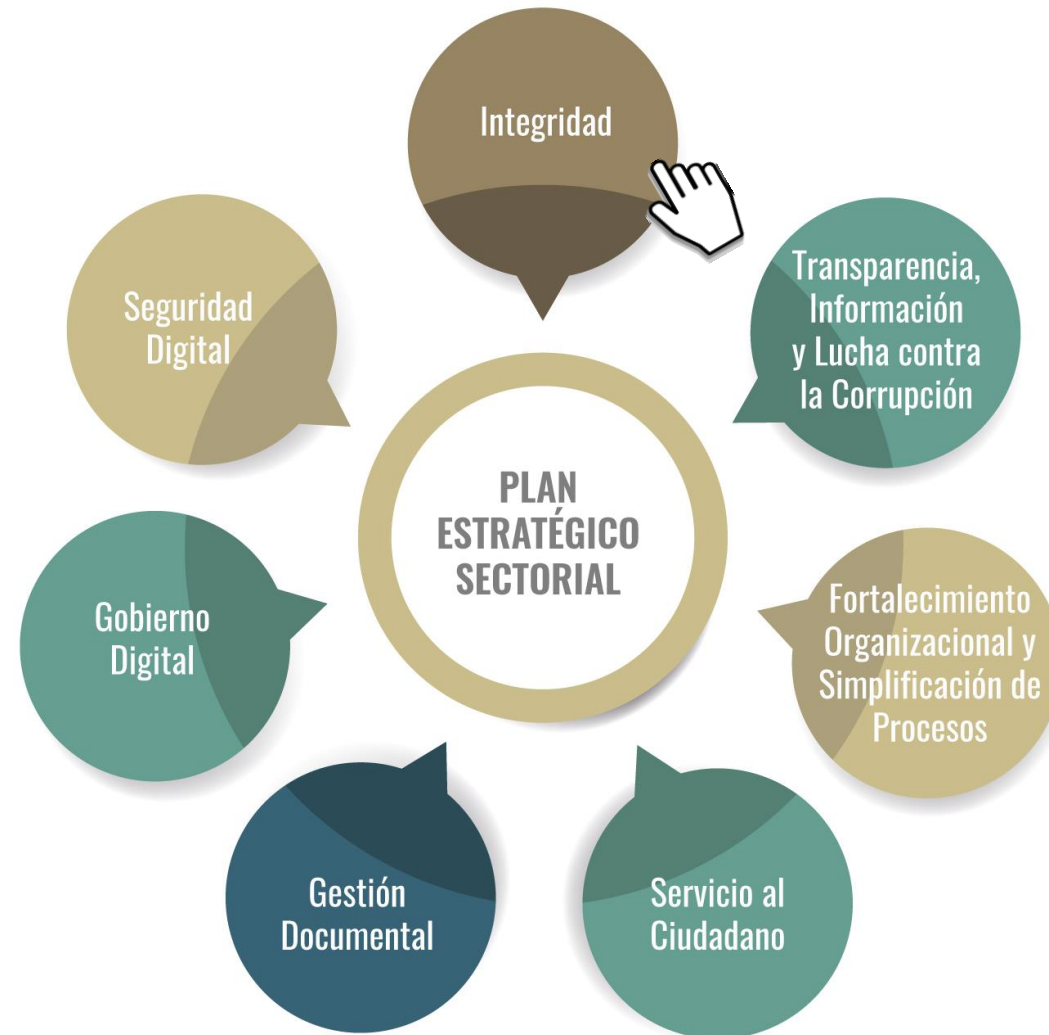 Integridad
Transparencia,
Información
y Lucha contra
la Corrupción
Fortalecimiento
Organizacional y
Simplificación de
Procesos
Servicio al
Ciudadano
Gestión
Documental
Gobierno
Digital
Seguridad
Digital
PLAN
ESTRATÉGICO
SECTORIAL